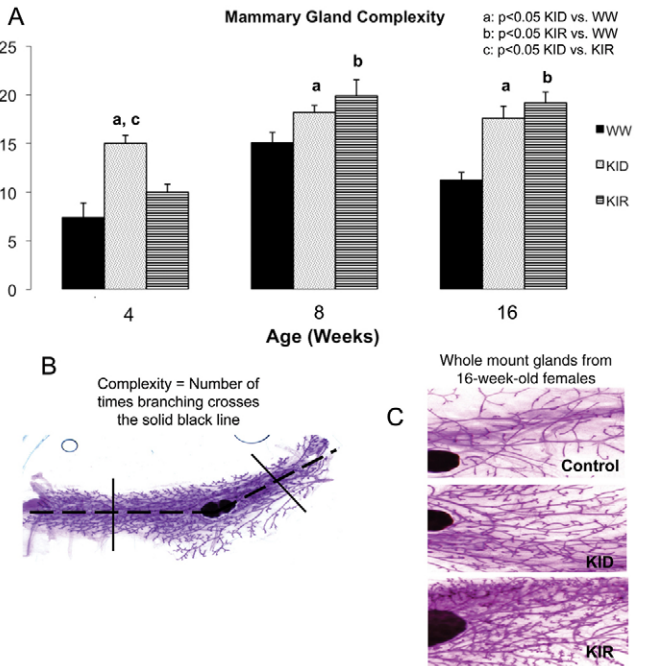 A
Mammary Gland Complexity
a: p<0.05 KID vs. WW
b: p<0.05 KIR vs. WW
c: p<0.05 KID vs. KIR
25
20
15
10
5
0
a, c
a
b
a
b
WW
KID
KIR
4
8
16
Age (Weeks)
B
Complexity = Number of
times branching crosses
the solid black line
C
Whole mount glands from
16-week-old females
Control
KID
KIR